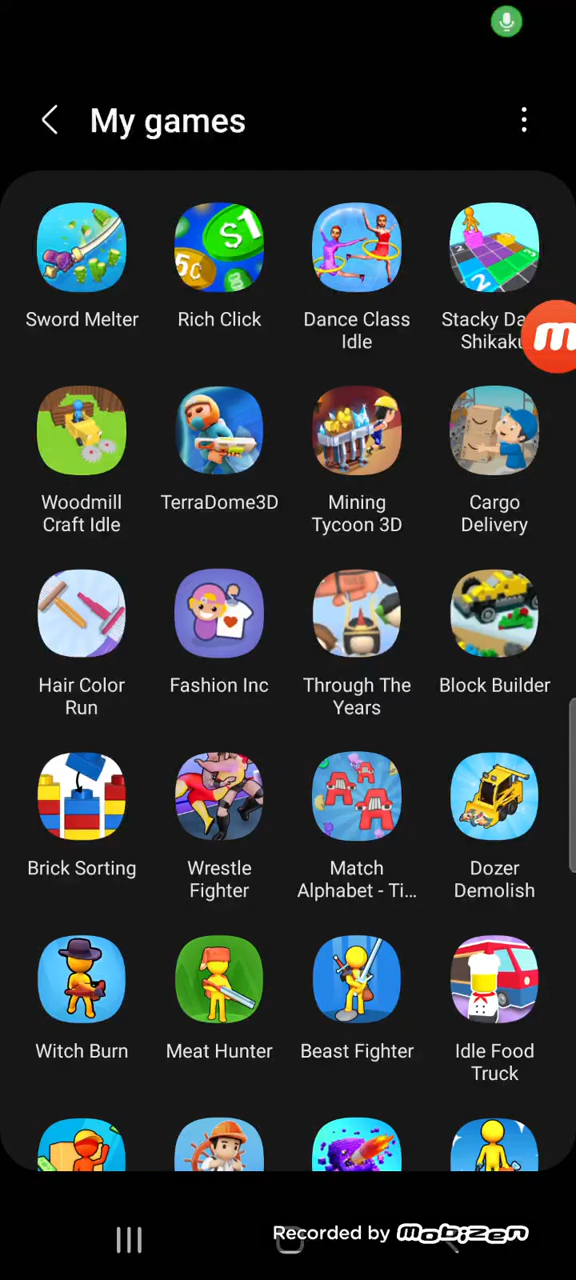 My games
Sword Melter
Rich Click
Dance Class
Idle
Stacky Da
Shikaku
Woodmill
Craft Idle
TerraDome3D
Mining
Tycoon 3D
Cargo
Delivery
Hair Color
Run
Fashion Inc
Through The
Years
Block Builder
Brick Sorting
Wrestle
Fighter
Match
Alphabet - Ti...
Dozer
Demolish
Witch Burn
Meat Hunter
Beast Fighter
Idle Food
Truck
Recorded by mobizen